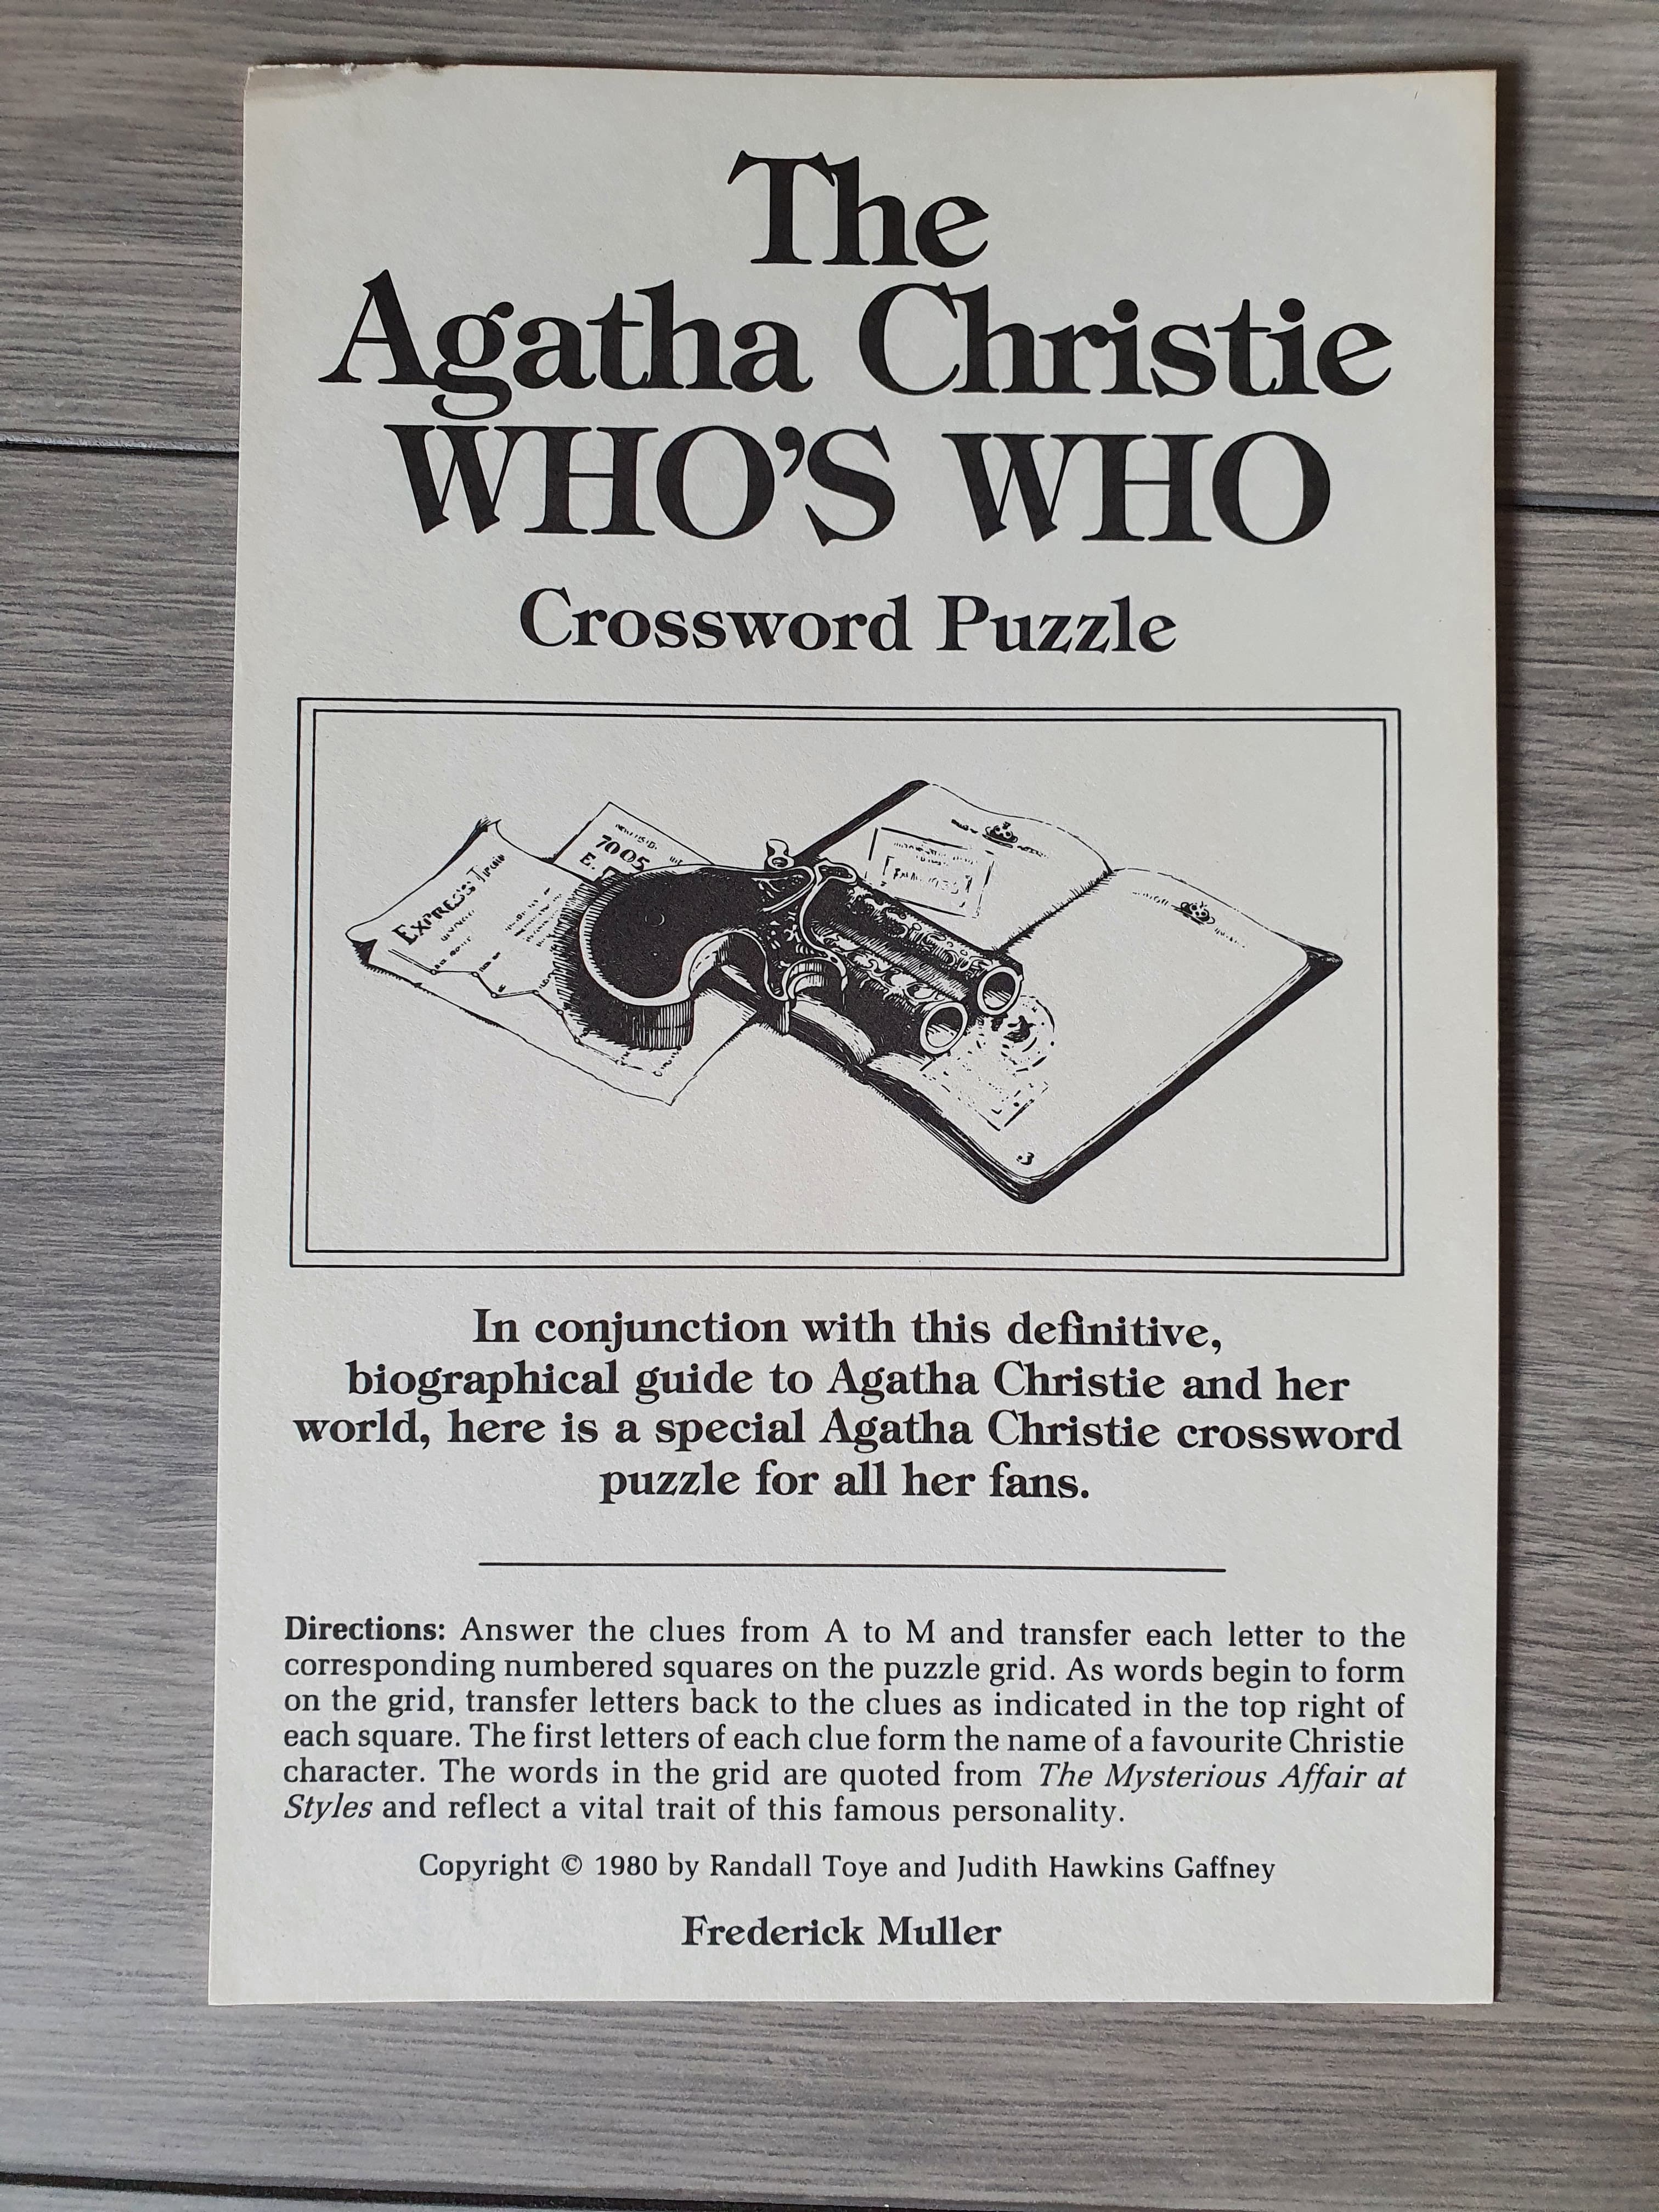 The
Agatha Christie
WHO'S WHO
Crossword Puzzle
EXPRESS TRAIN
7005
E.
3
In conjunction with this definitive,
biographical guide to Agatha Christie and her
world, here is a special Agatha Christie crossword
puzzle for all her fans.
Directions: Answer the clues from A to M and transfer each letter to the
corresponding numbered squares on the puzzle grid. As words begin to form
on the grid, transfer letters back to the clues as indicated in the top right of
each square. The first letters of each clue form the name of a favourite Christie
character. The words in the grid are quoted from The Mysterious Affair at
Styles and reflect a vital trait of this famous personality.
Copyright © 1980 by Randall Toye and Judith Hawkins Gaffney
Frederick Muller